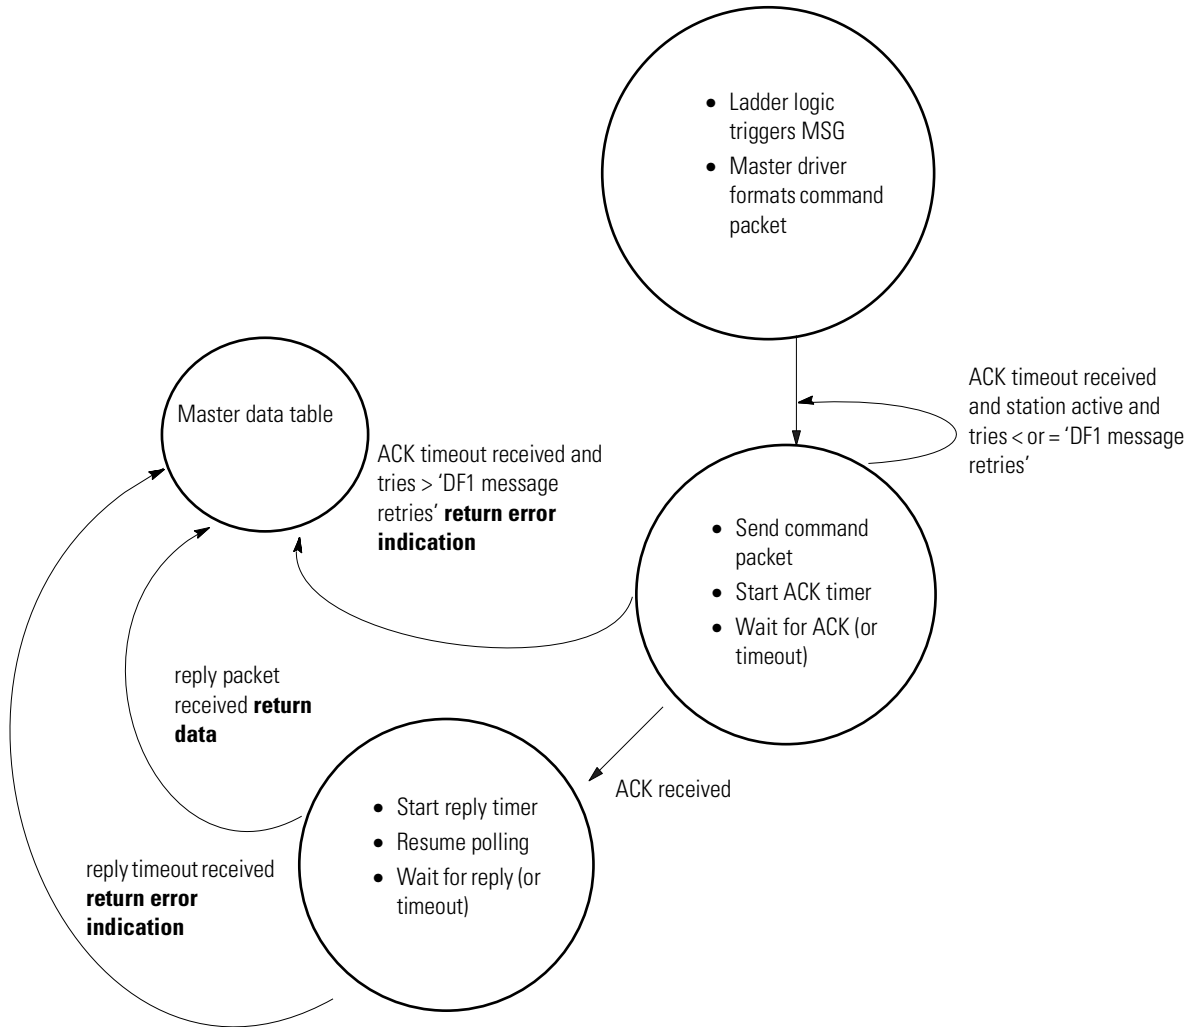 • Ladder logic
triggers MSG
• Master driver
formats command
packet
ACK timeout received
and station active and
tries < or = ‘DF1 message
retries’
Master data table
ACK timeout received and
tries > ‘DF1 message
retries’ return error
indication
• Send command
packet
• Start ACK timer
• Wait for ACK (or
timeout)
reply packet
received return
data
ACK received
• Start reply timer
• Resume polling
• Wait for reply (or
timeout)
reply timeout received
return error
indication